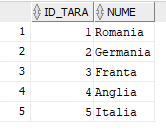 ID_TARA NUME
1 1 Romania
2 2 Germania
3 3 Franta
4 4 Anglia
5 5 Italia